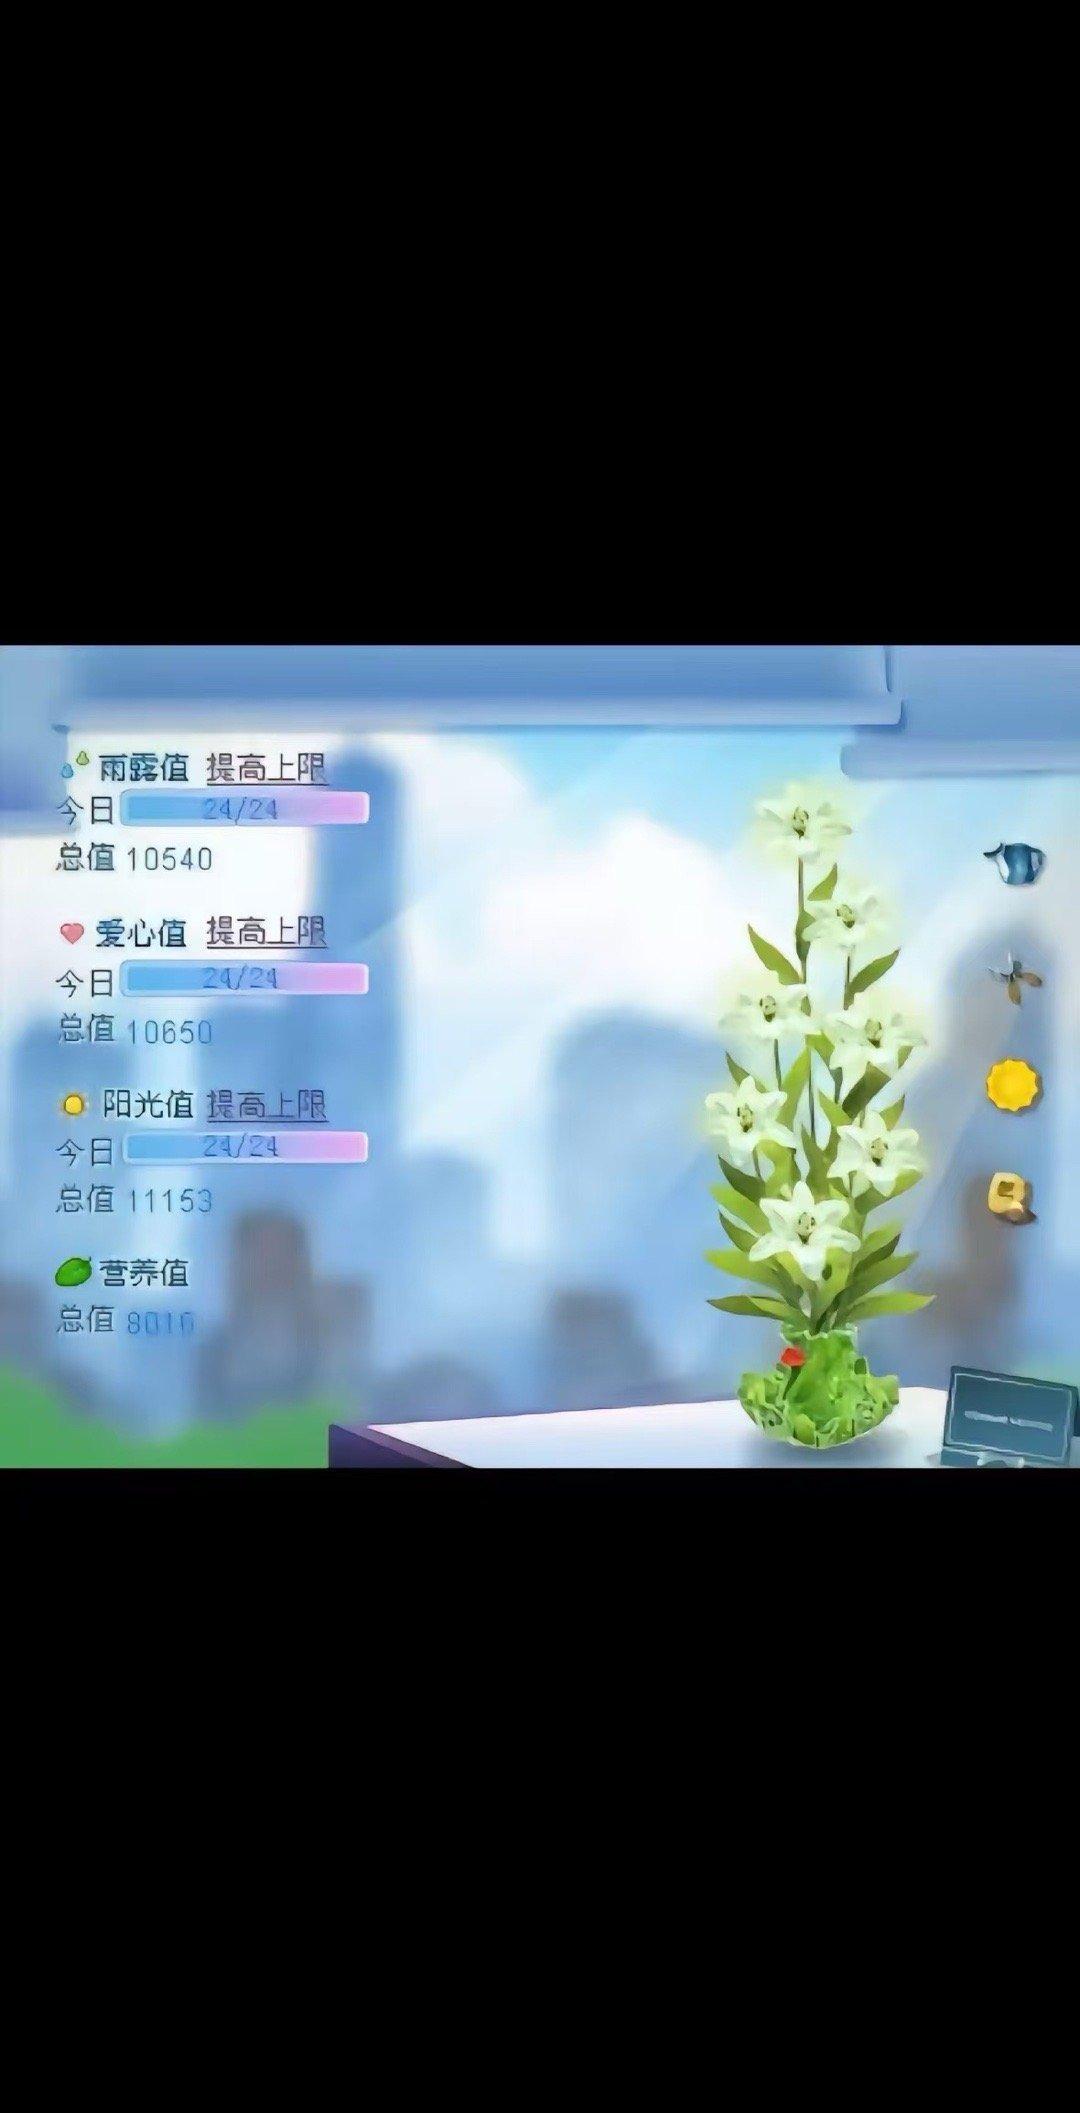 雨露值 提高上限
今日 24/24
总值 10540
爱心值 提高上限
今日 24/24
总值 10650
阳光值 提高上限
今日 24/24
总值 11153
营养值
总值 8016